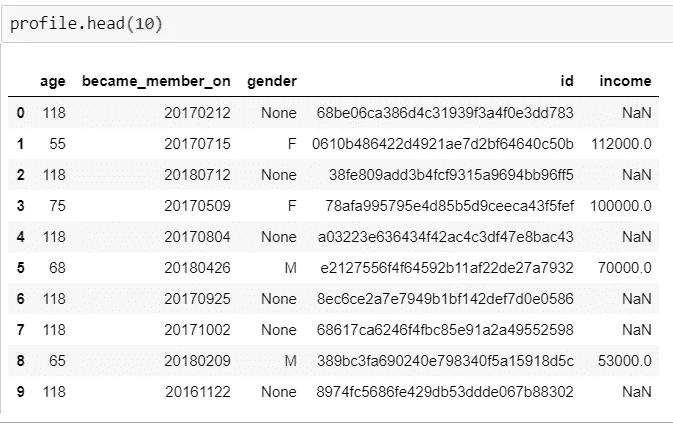 profile.head(10)
age became_member_on gender id income
0 118 20170212 None 68be06ca386d4c31939f3a4f0e3dd783 NaN
1 55 20170715 F 0610b486422d4921ae7d2bf64640c50b 112000.0
2 118 20180712 None 38fe809add3b4fcf9315a9694bb96ff5 NaN
3 75 20170509 F 78afa995795e4d85b5d9ceeca43f5fef 100000.0
4 118 20170804 None a03223e636434f42ac4c3df47e8bac43 NaN
5 68 20180426 M e2127556f4f64592b11af22de27a7932 70000.0
6 118 20170925 None 8ec6ce2a7e7949b1bf142def7d0e0586 NaN
7 118 20171002 None 68617ca6246f4fbc85e91a2a49552598 NaN
8 65 20180209 M 389bc3fa690240e798340f5a15918d5c 53000.0
9 118 20161122 None 8974fc5686fe429db53ddde067b88302 NaN